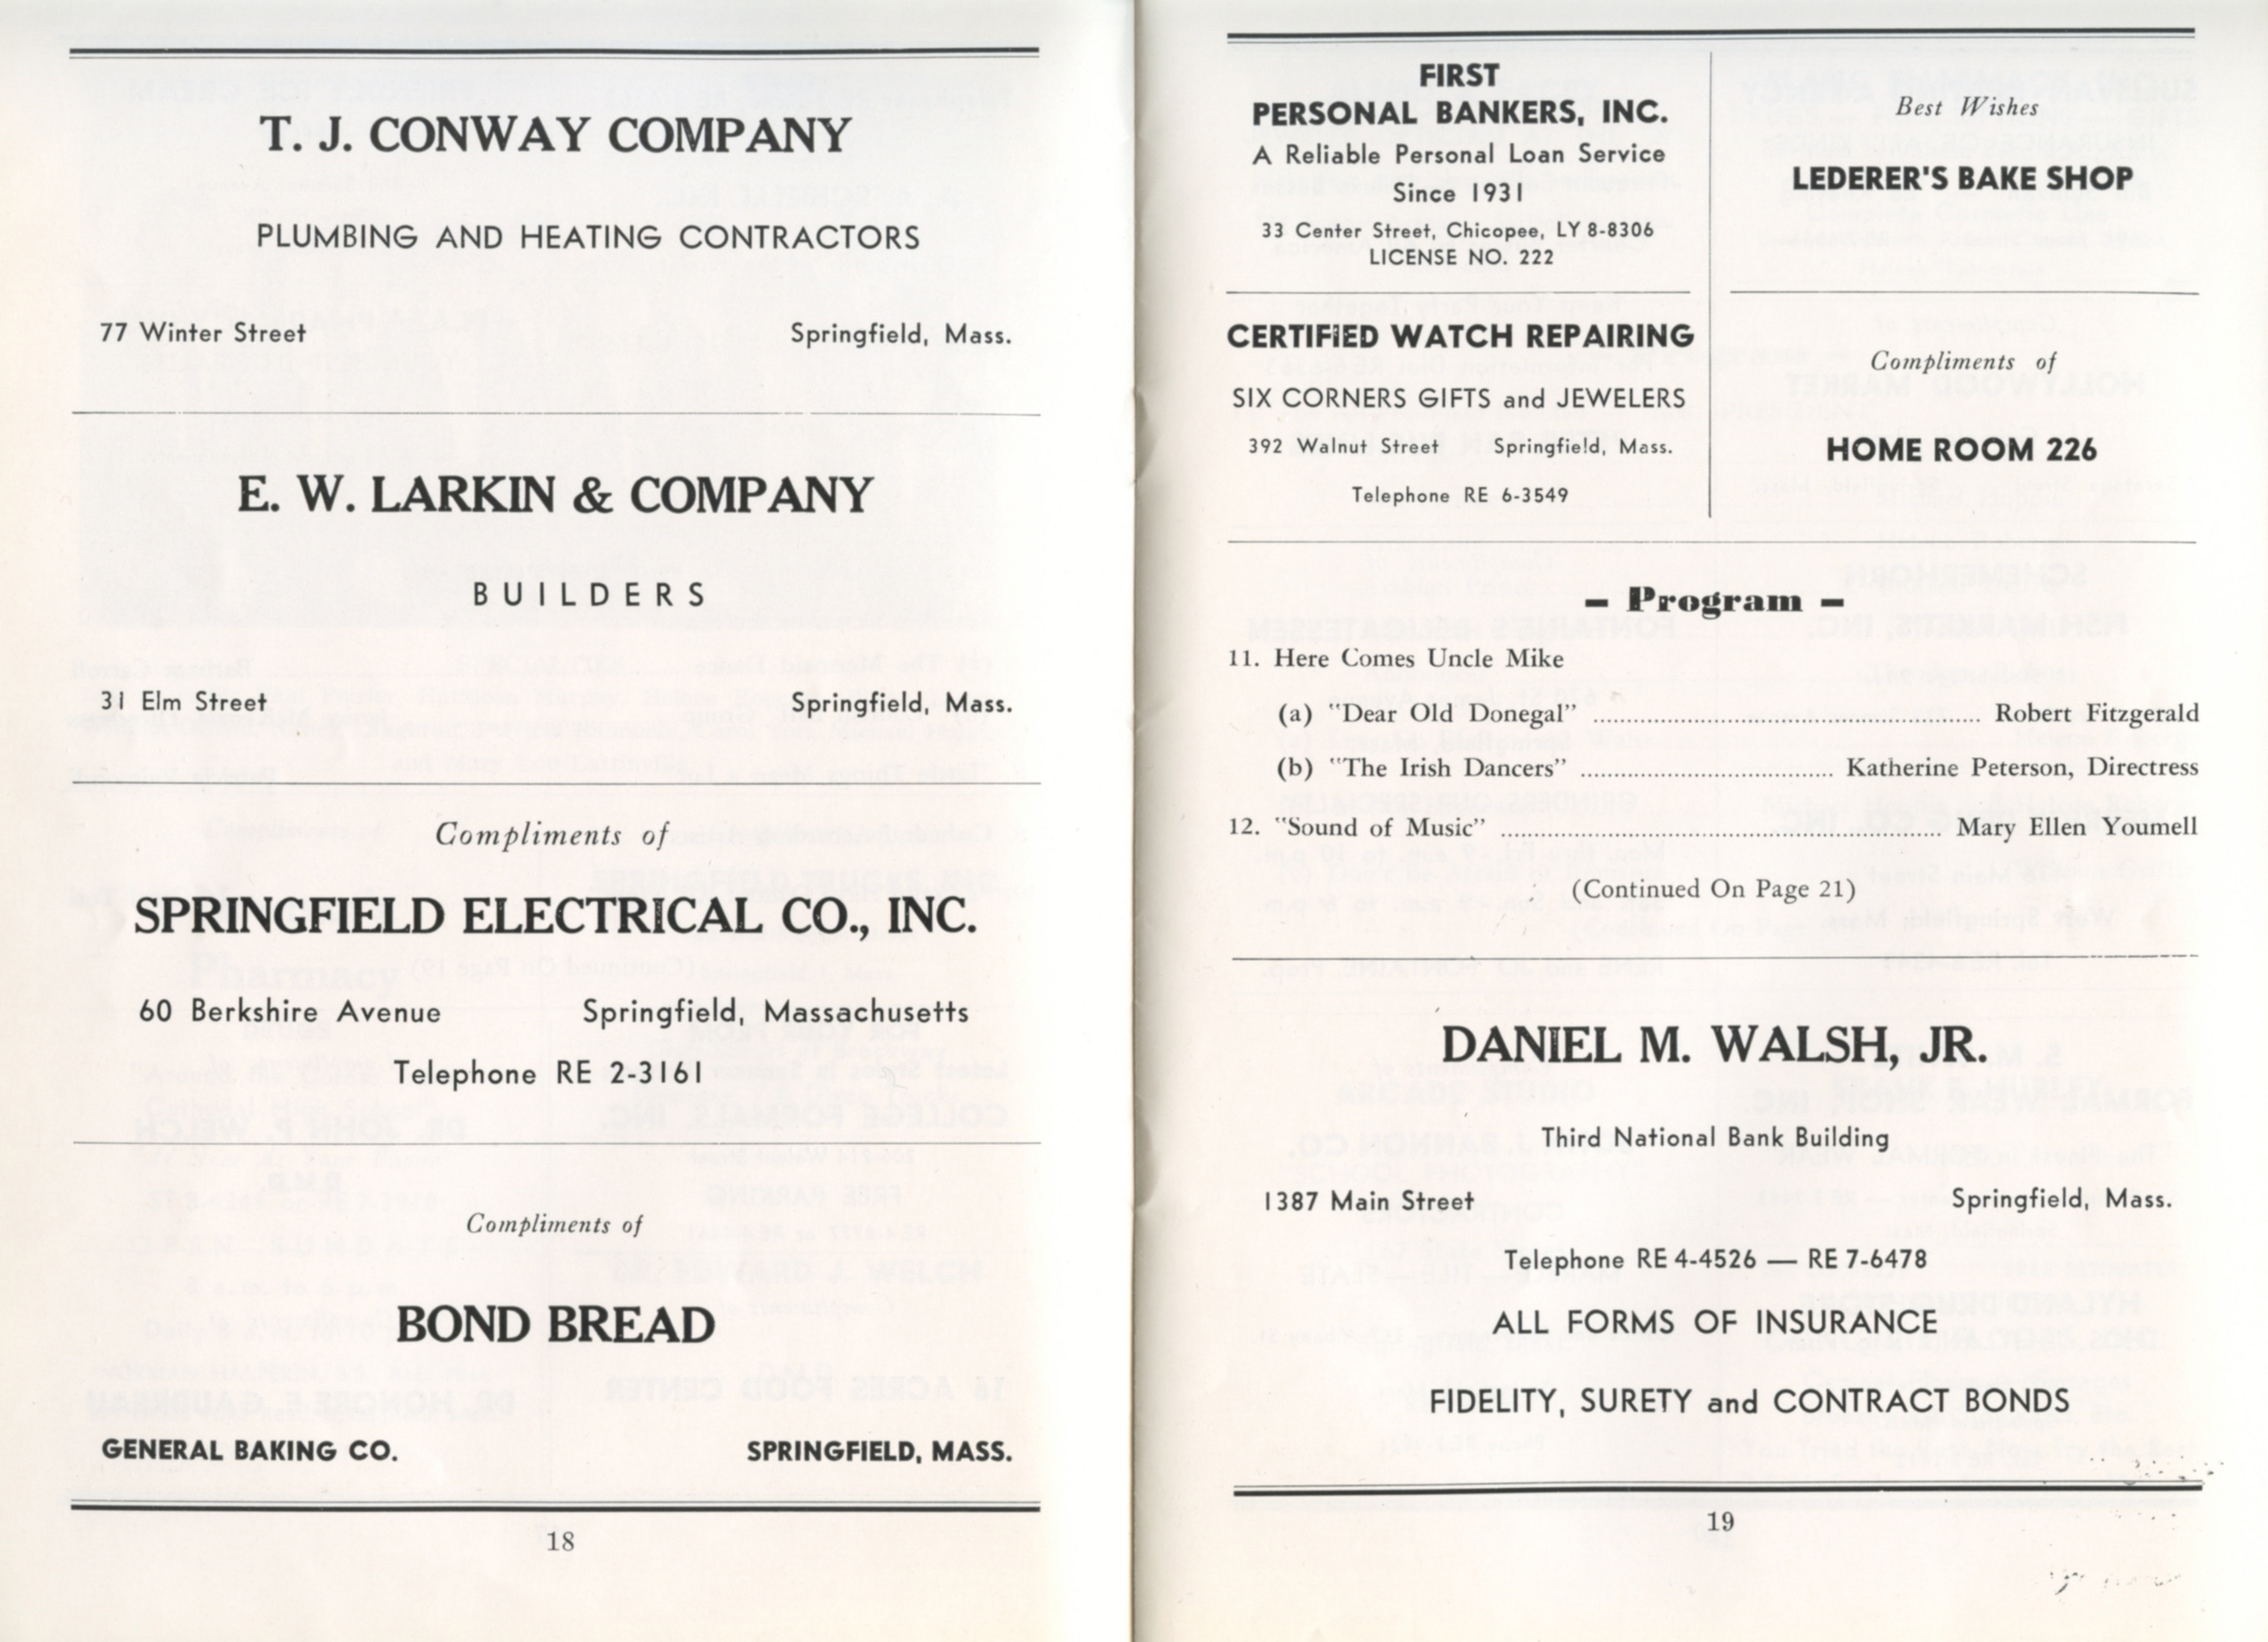 T. J. CONWAY COMPANY
PLUMBING AND HEATING CONTRACTORS
77 Winter Street Springfield, Mass.
E. W. LARKIN & COMPANY
BUILDERS
31 Elm Street Springfield, Mass.
Compliments of
SPRINGFIELD ELECTRICAL CO., INC.
60 Berkshire Avenue Springfield, Massachusetts
Telephone RE 2-3161
Compliments of
BOND BREAD
GENERAL BAKING CO. SPRINGFIELD, MASS.
18
FIRST
PERSONAL BANKERS, INC.
A Reliable Personal Loan Service
Since 1931
33 Center Street, Chicopee, LY 8-8306
LICENSE NO. 222
Best Wishes
LEDERER'S BAKE SHOP
CERTIFIED WATCH REPAIRING
SIX CORNERS GIFTS and JEWELERS
392 Walnut Street Springfield, Mass.
Telephone RE 6-3549
Compliments of
HOME ROOM 226
– Program –
11. Here Comes Uncle Mike
(a) "Dear Old Donegal" ........................................ Robert Fitzgerald
(b) "The Irish Dancers" .......................... Katherine Peterson, Directress
12. "Sound of Music" ............................................. Mary Ellen Youmell
(Continued On Page 21)
DANIEL M. WALSH, JR.
Third National Bank Building
1387 Main Street Springfield, Mass.
Telephone RE 4-4526 — RE 7-6478
ALL FORMS OF INSURANCE
FIDELITY, SURETY and CONTRACT BONDS
19